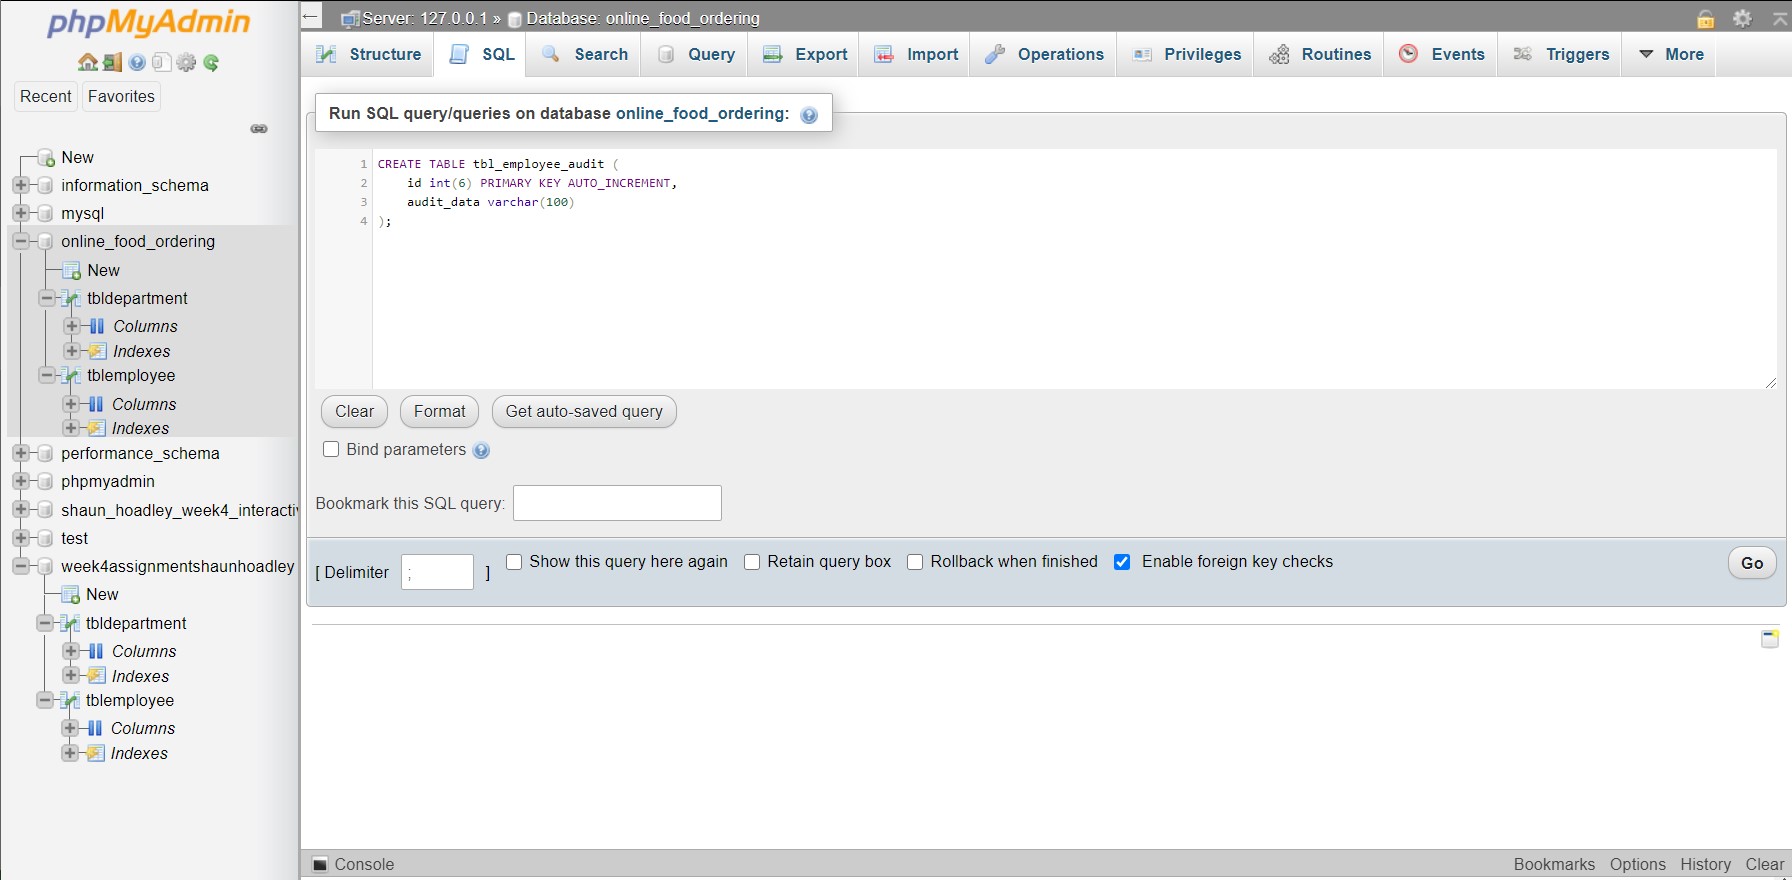 phpMyAdmin
Recent Favorites
New
information_schema
mysql
online_food_ordering
New
tbldepartment
Columns
Indexes
tblemployee
Columns
Indexes
performance_schema
phpmyadmin
shaun_hoadley_week4_interacti
test
week4assignmentshaunhoadley
New
tbldepartment
Columns
Indexes
tblemployee
Columns
Indexes
Server: 127.0.0.1 » Database: online_food_ordering
Structure SQL Search Query Export Import Operations Privileges Routines Events Triggers More
Run SQL query/queries on database online_food_ordering:
1 CREATE TABLE tbl_employee_audit (
2 id int(6) PRIMARY KEY AUTO_INCREMENT,
3 audit_data varchar(100)
4 );
Clear Format Get auto-saved query
Bind parameters
Bookmark this SQL query:
[ Delimiter ; ] Show this query here again Retain query box Rollback when finished Enable foreign key checks Go
Console Bookmarks Options History Clear